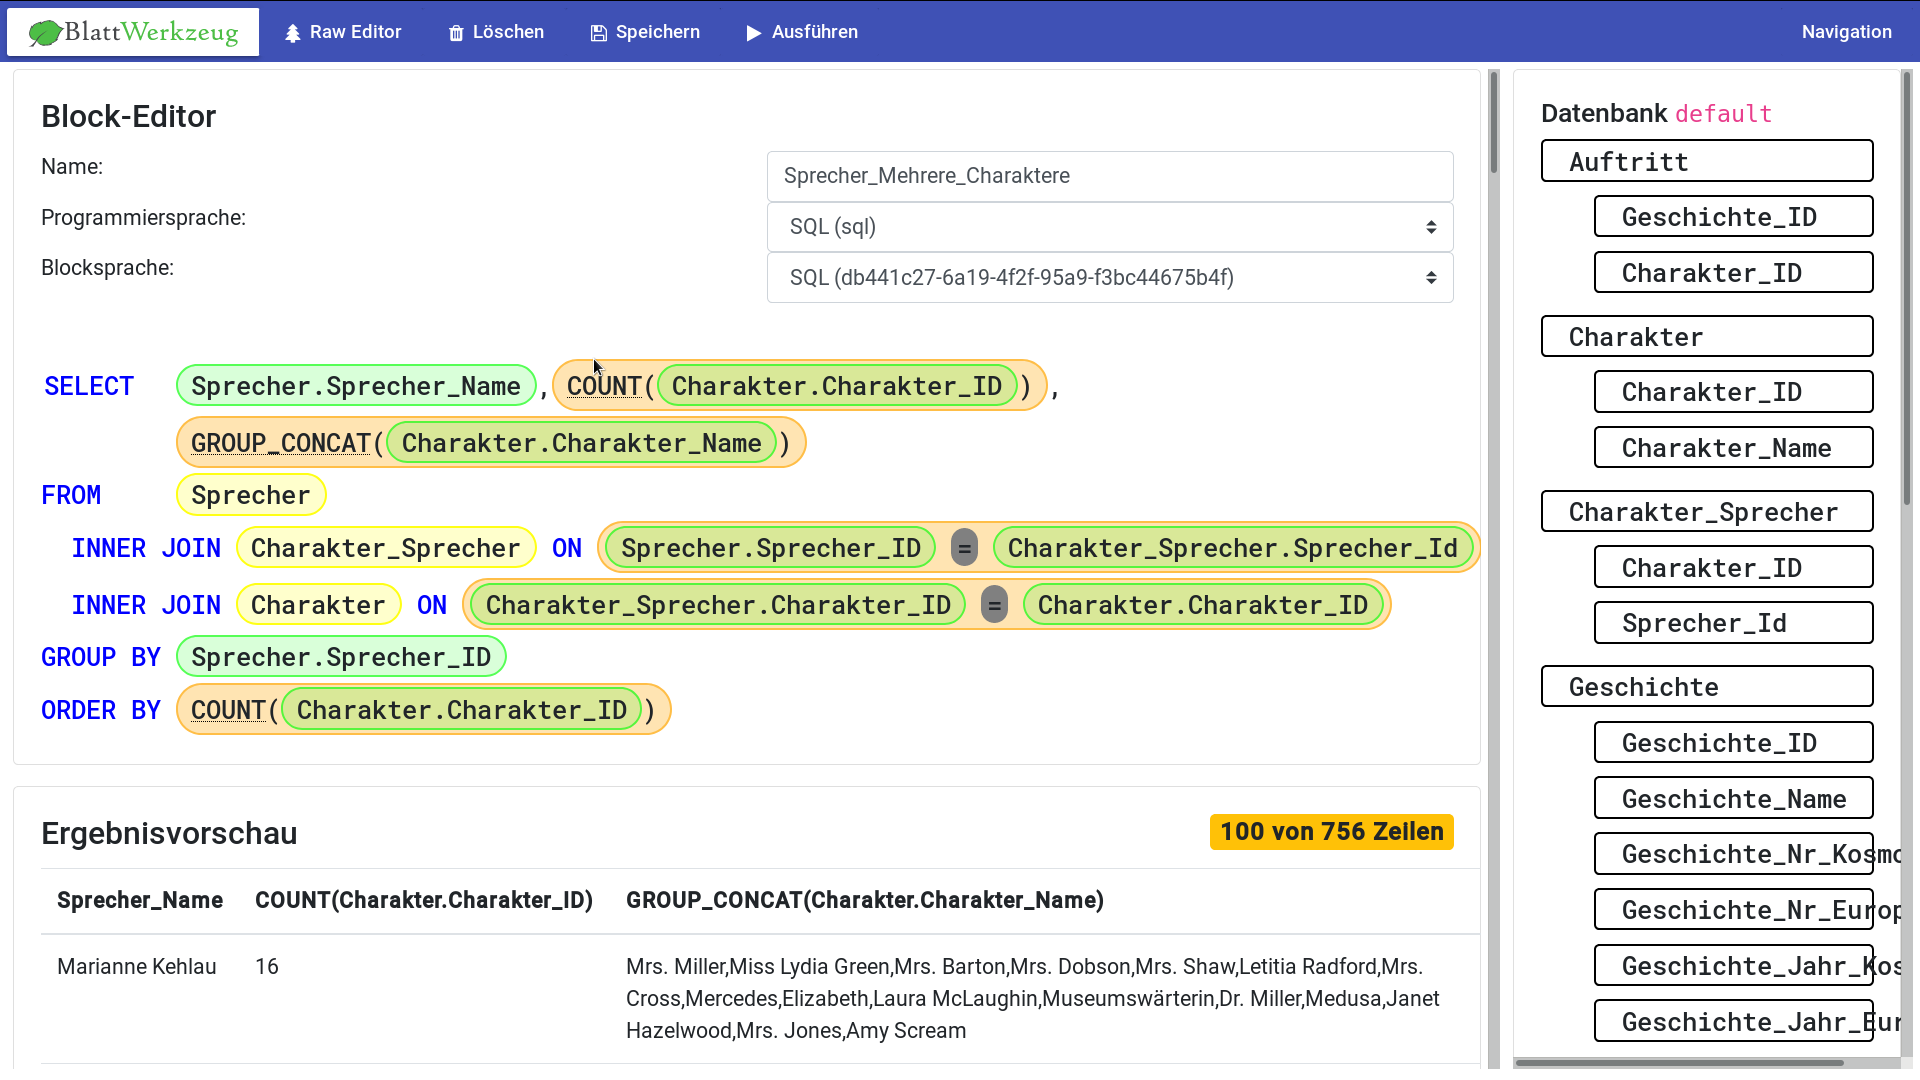 BlattWerkzeug Raw Editor Löschen Speichern Ausführen Navigation
Block-Editor
Name: Sprecher_Mehrere_Charaktere
Programmiersprache: SQL (sql)
Blocksprache: SQL (db441c27-6a19-4f2f-95a9-f3bc44675b4f)
SELECT Sprecher.Sprecher_Name , COUNT( Charakter.Charakter_ID ) ,
GROUP_CONCAT( Charakter.Charakter_Name )
FROM Sprecher
INNER JOIN Charakter_Sprecher ON Sprecher.Sprecher_ID = Charakter_Sprecher.Sprecher_Id
INNER JOIN Charakter ON Charakter_Sprecher.Charakter_ID = Charakter.Charakter_ID
GROUP BY Sprecher.Sprecher_ID
ORDER BY COUNT( Charakter.Charakter_ID )
Ergebnisvorschau 100 von 756 Zeilen
Sprecher_Name COUNT(Charakter.Charakter_ID) GROUP_CONCAT(Charakter.Charakter_Name)
Marianne Kehlau 16 Mrs. Miller,Miss Lydia Green,Mrs. Barton,Mrs. Dobson,Mrs. Shaw,Letitia Radford,Mrs.
Cross,Mercedes,Elizabeth,Laura McLaughin,Museumswärterin,Dr. Miller,Medusa,Janet
Hazelwood,Mrs. Jones,Amy Scream
Datenbank default
Auftritt
Geschichte_ID
Charakter_ID
Charakter
Charakter_ID
Charakter_Name
Charakter_Sprecher
Charakter_ID
Sprecher_Id
Geschichte
Geschichte_ID
Geschichte_Name
Geschichte_Nr_Kosmo
Geschichte_Nr_Europ
Geschichte_Jahr_Kos
Geschichte_Jahr_Eur